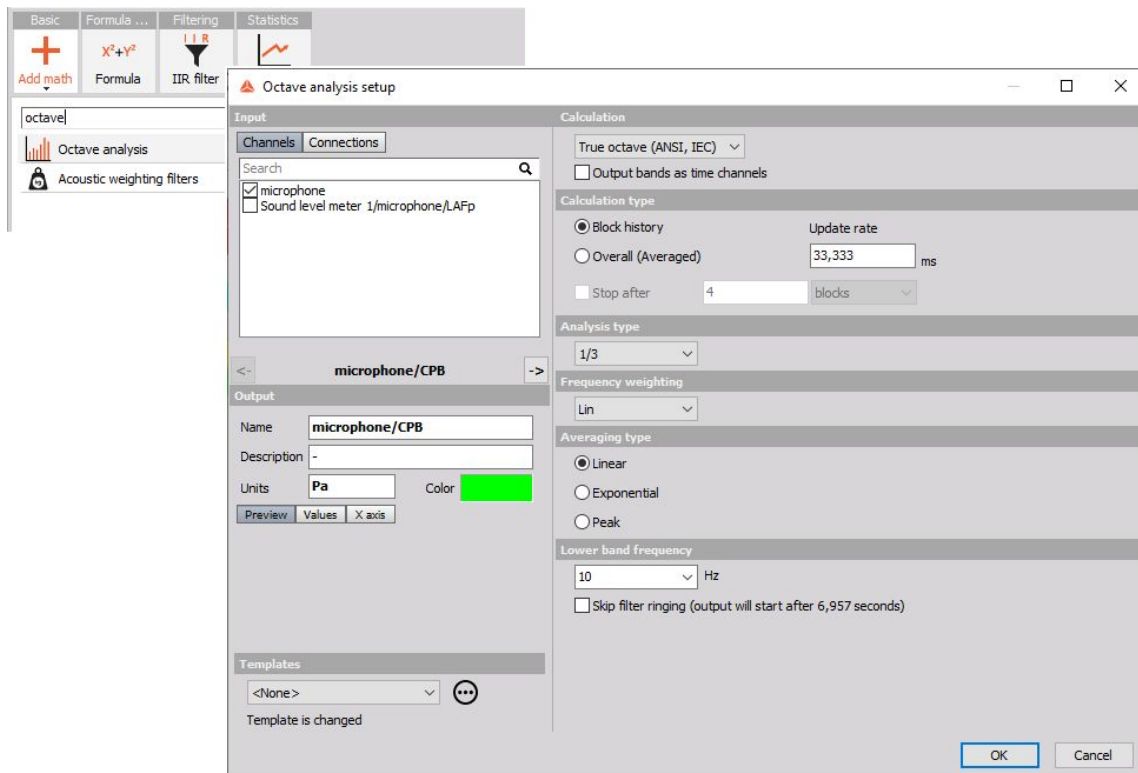 Basic
Formula ...
Filtering
Statistics
X²+Y²
I I R
Add math
Formula
IIR filter
octave
Octave analysis
kg
Acoustic weighting filters
Octave analysis setup
Input
Channels
Connections
Search
microphone
Sound level meter 1/microphone/LAFp
<-
microphone/CPB
->
Output
Name
microphone/CPB
Description
-
Units
Pa
Color
Preview
Values
X axis
Templates
<None>
Template is changed
Calculation
True octave (ANSI, IEC)
Output bands as time channels
Calculation type
Block history
Update rate
Overall (Averaged)
33,333
ms
Stop after
4
blocks
Analysis type
1/3
Frequency weighting
Lin
Averaging type
Linear
Exponential
Peak
Lower band frequency
10
Hz
Skip filter ringing (output will start after 6,957 seconds)
OK
Cancel